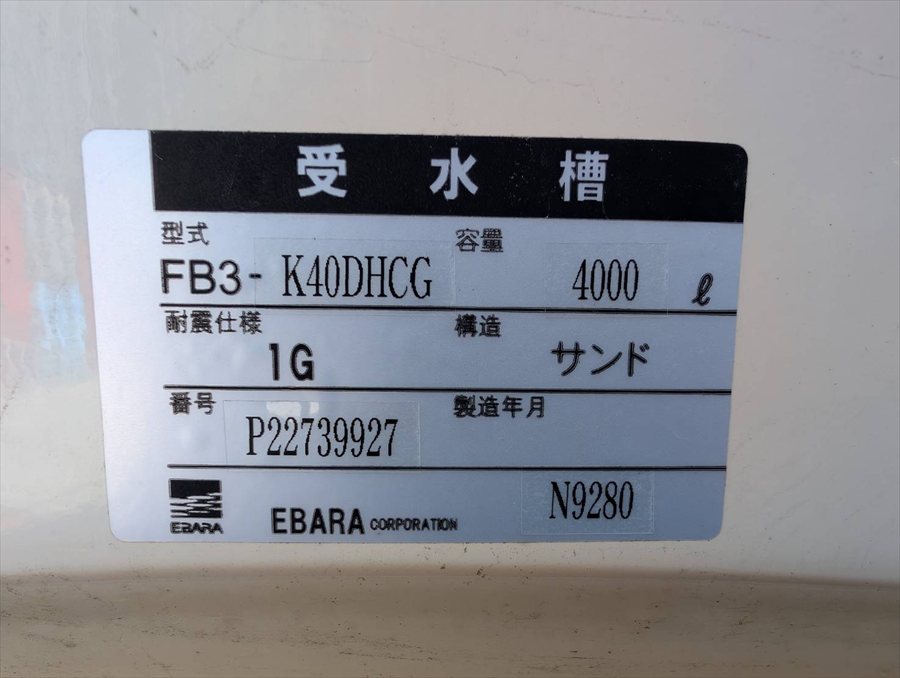 受水槽
型式 容量
FB3- K40DHCG 4000 ℓ
耐震仕様 構造
1G サンド
番号 製造年月
P22739927
EBARA EBARA CORPORATION N9280